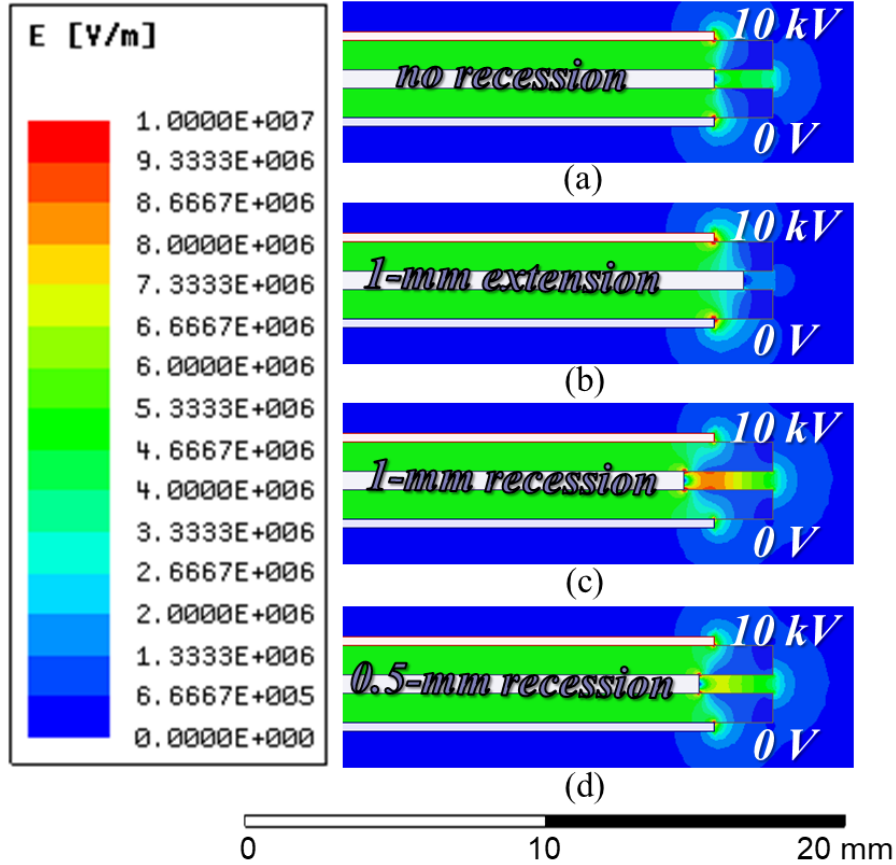 E [V/m]
1.0000E+007
9.3333E+006
8.6667E+006
8.0000E+006
7.3333E+006
6.6667E+006
6.0000E+006
5.3333E+006
4.6667E+006
4.0000E+006
3.3333E+006
2.6667E+006
2.0000E+006
1.3333E+006
6.6667E+005
0.0000E+000
10 kV
no recession
0 V
(a)
10 kV
1-mm extension
0 V
(b)
10 kV
1-mm recession
0 V
(c)
10 kV
0.5-mm recession
0 V
(d)
0 10 20 mm